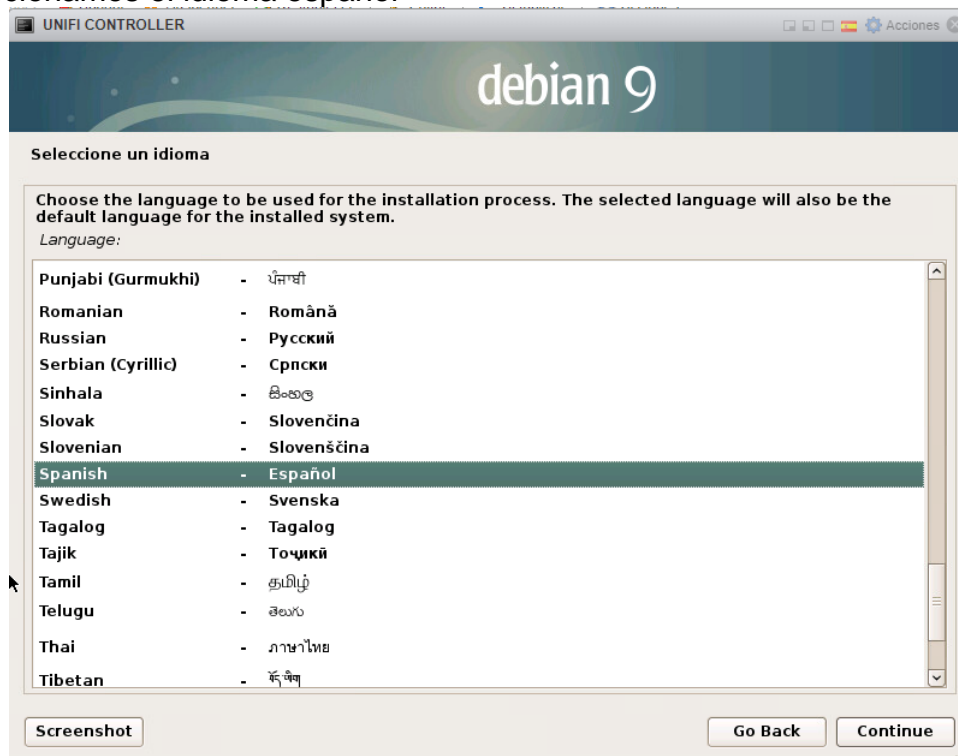 el idioma español
UNIFI CONTROLLER
Acciones
debian 9
Seleccione un idioma
Choose the language to be used for the installation process. The selected language will also be the
default language for the installed system.
Language:
Punjabi (Gurmukhi) - ਪੰਜਾਬੀ
Romanian - Română
Russian - Русский
Serbian (Cyrillic) - Српски
Sinhala - සිංහල
Slovak - Slovenčina
Slovenian - Slovenščina
Spanish - Español
Swedish - Svenska
Tagalog - Tagalog
Tajik - Тоҷикӣ
Tamil - தமிழ்
Telugu - తెలుగు
Thai - ภาษาไทย
Tibetan - བོད་ཡིག
Screenshot
Go Back
Continue